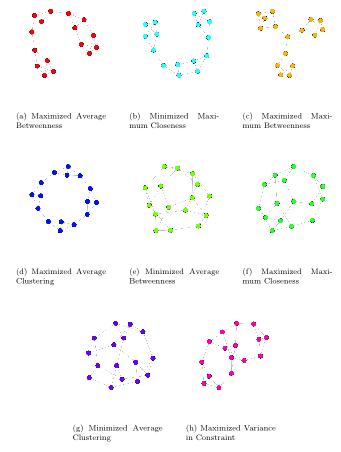 (a) Maximized Average
Betweenness
(b) Minimized Maxi-
mum Closeness
(c) Maximized Maxi-
mum Betweenness
(d) Maximized Average
Clustering
(e) Minimized Average
Betweenness
(f) Maximized Maxi-
mum Closeness
(g) Minimized Average
Clustering
(h) Maximized Variance
in Constraint